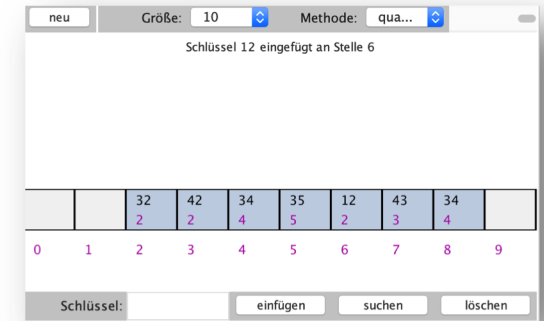 neu Größe: 10 Methode: qua...
Schlüssel 12 eingefügt an Stelle 6
32 42 34 35 12 43 34
2 2 4 5 2 3 4
0 1 2 3 4 5 6 7 8 9
Schlüssel: einfügen suchen löschen